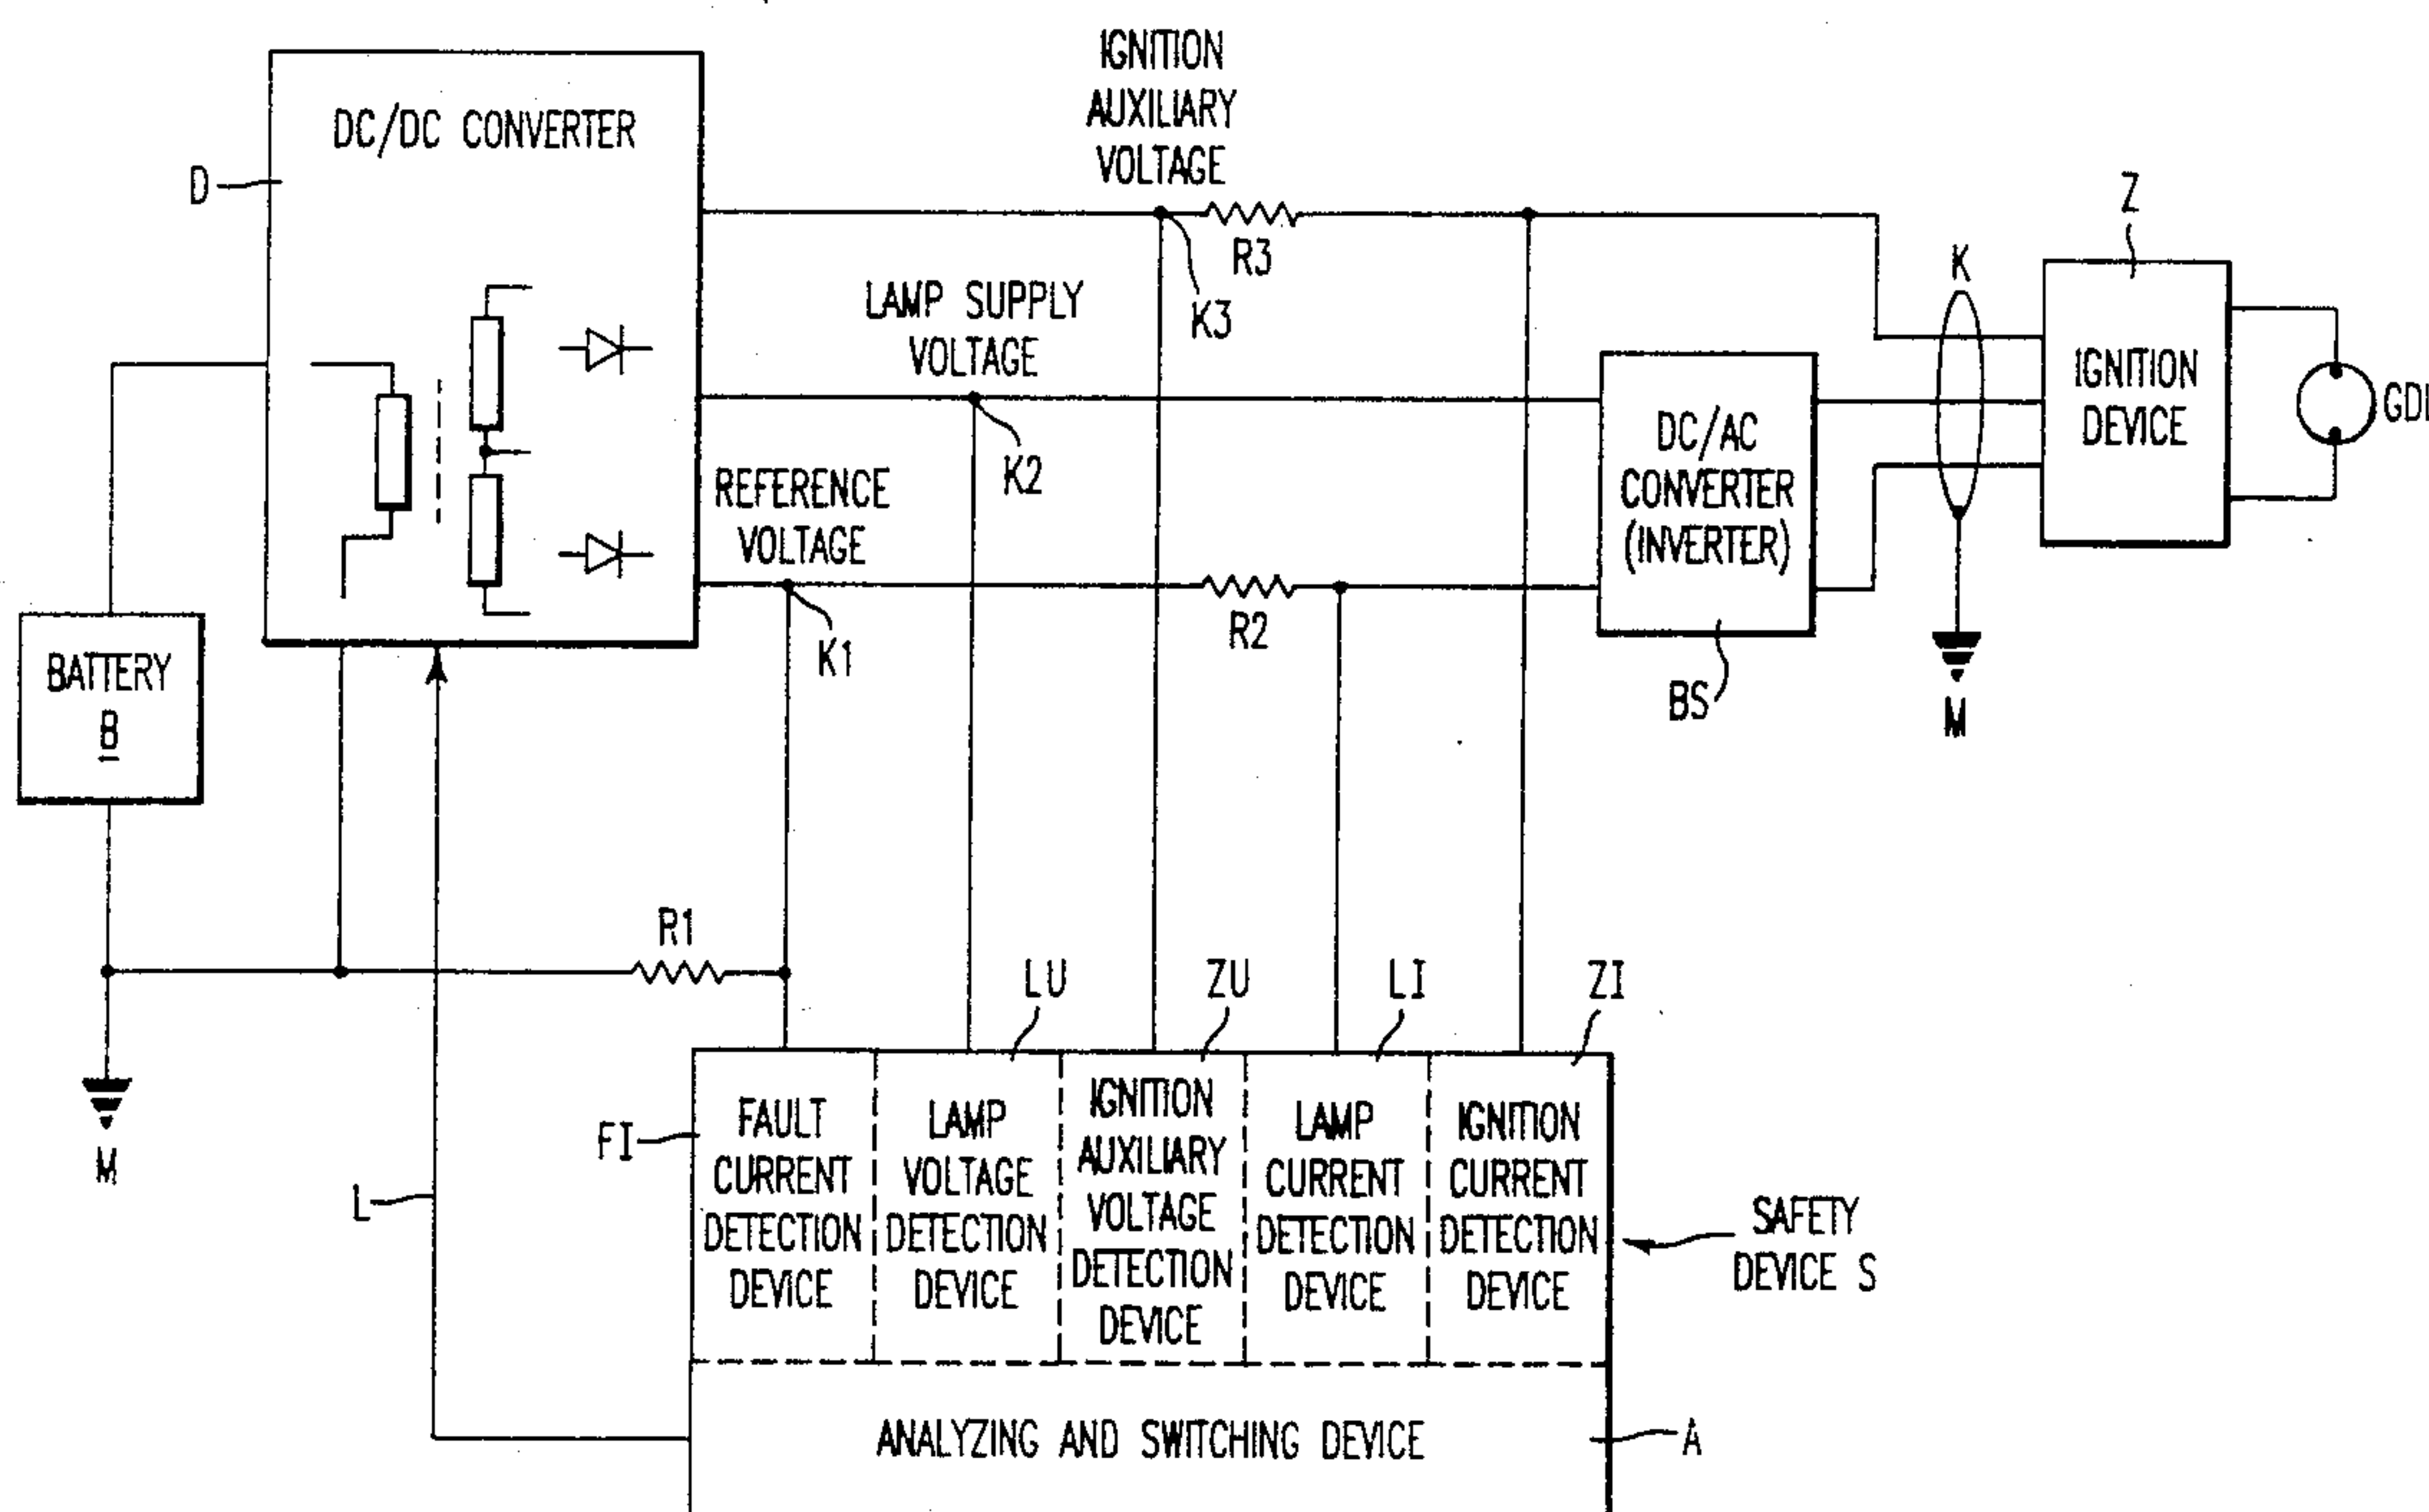 IGNITION
AUXILIARY
VOLTAGE
DC/DC CONVERTER
D
Z
R3
K
K3
LAMP SUPPLY
VOLTAGE
IGNITION
DEVICE
GDL
DC/AC
CONVERTER
(INVERTER)
K2
REFERENCE
VOLTAGE
R2
K1
BATTERY
B
BS
M
R1
LU
ZU
LI
ZI
M
FI
FAULT
CURRENT
DETECTION
DEVICE
LAMP
VOLTAGE
DETECTION
DEVICE
IGNITION
AUXILIARY
VOLTAGE
DETECTION
DEVICE
LAMP
CURRENT
DETECTION
DEVICE
IGNITION
CURRENT
DETECTION
DEVICE
L
SAFETY
DEVICE S
ANALYZING AND SWITCHING DEVICE
A